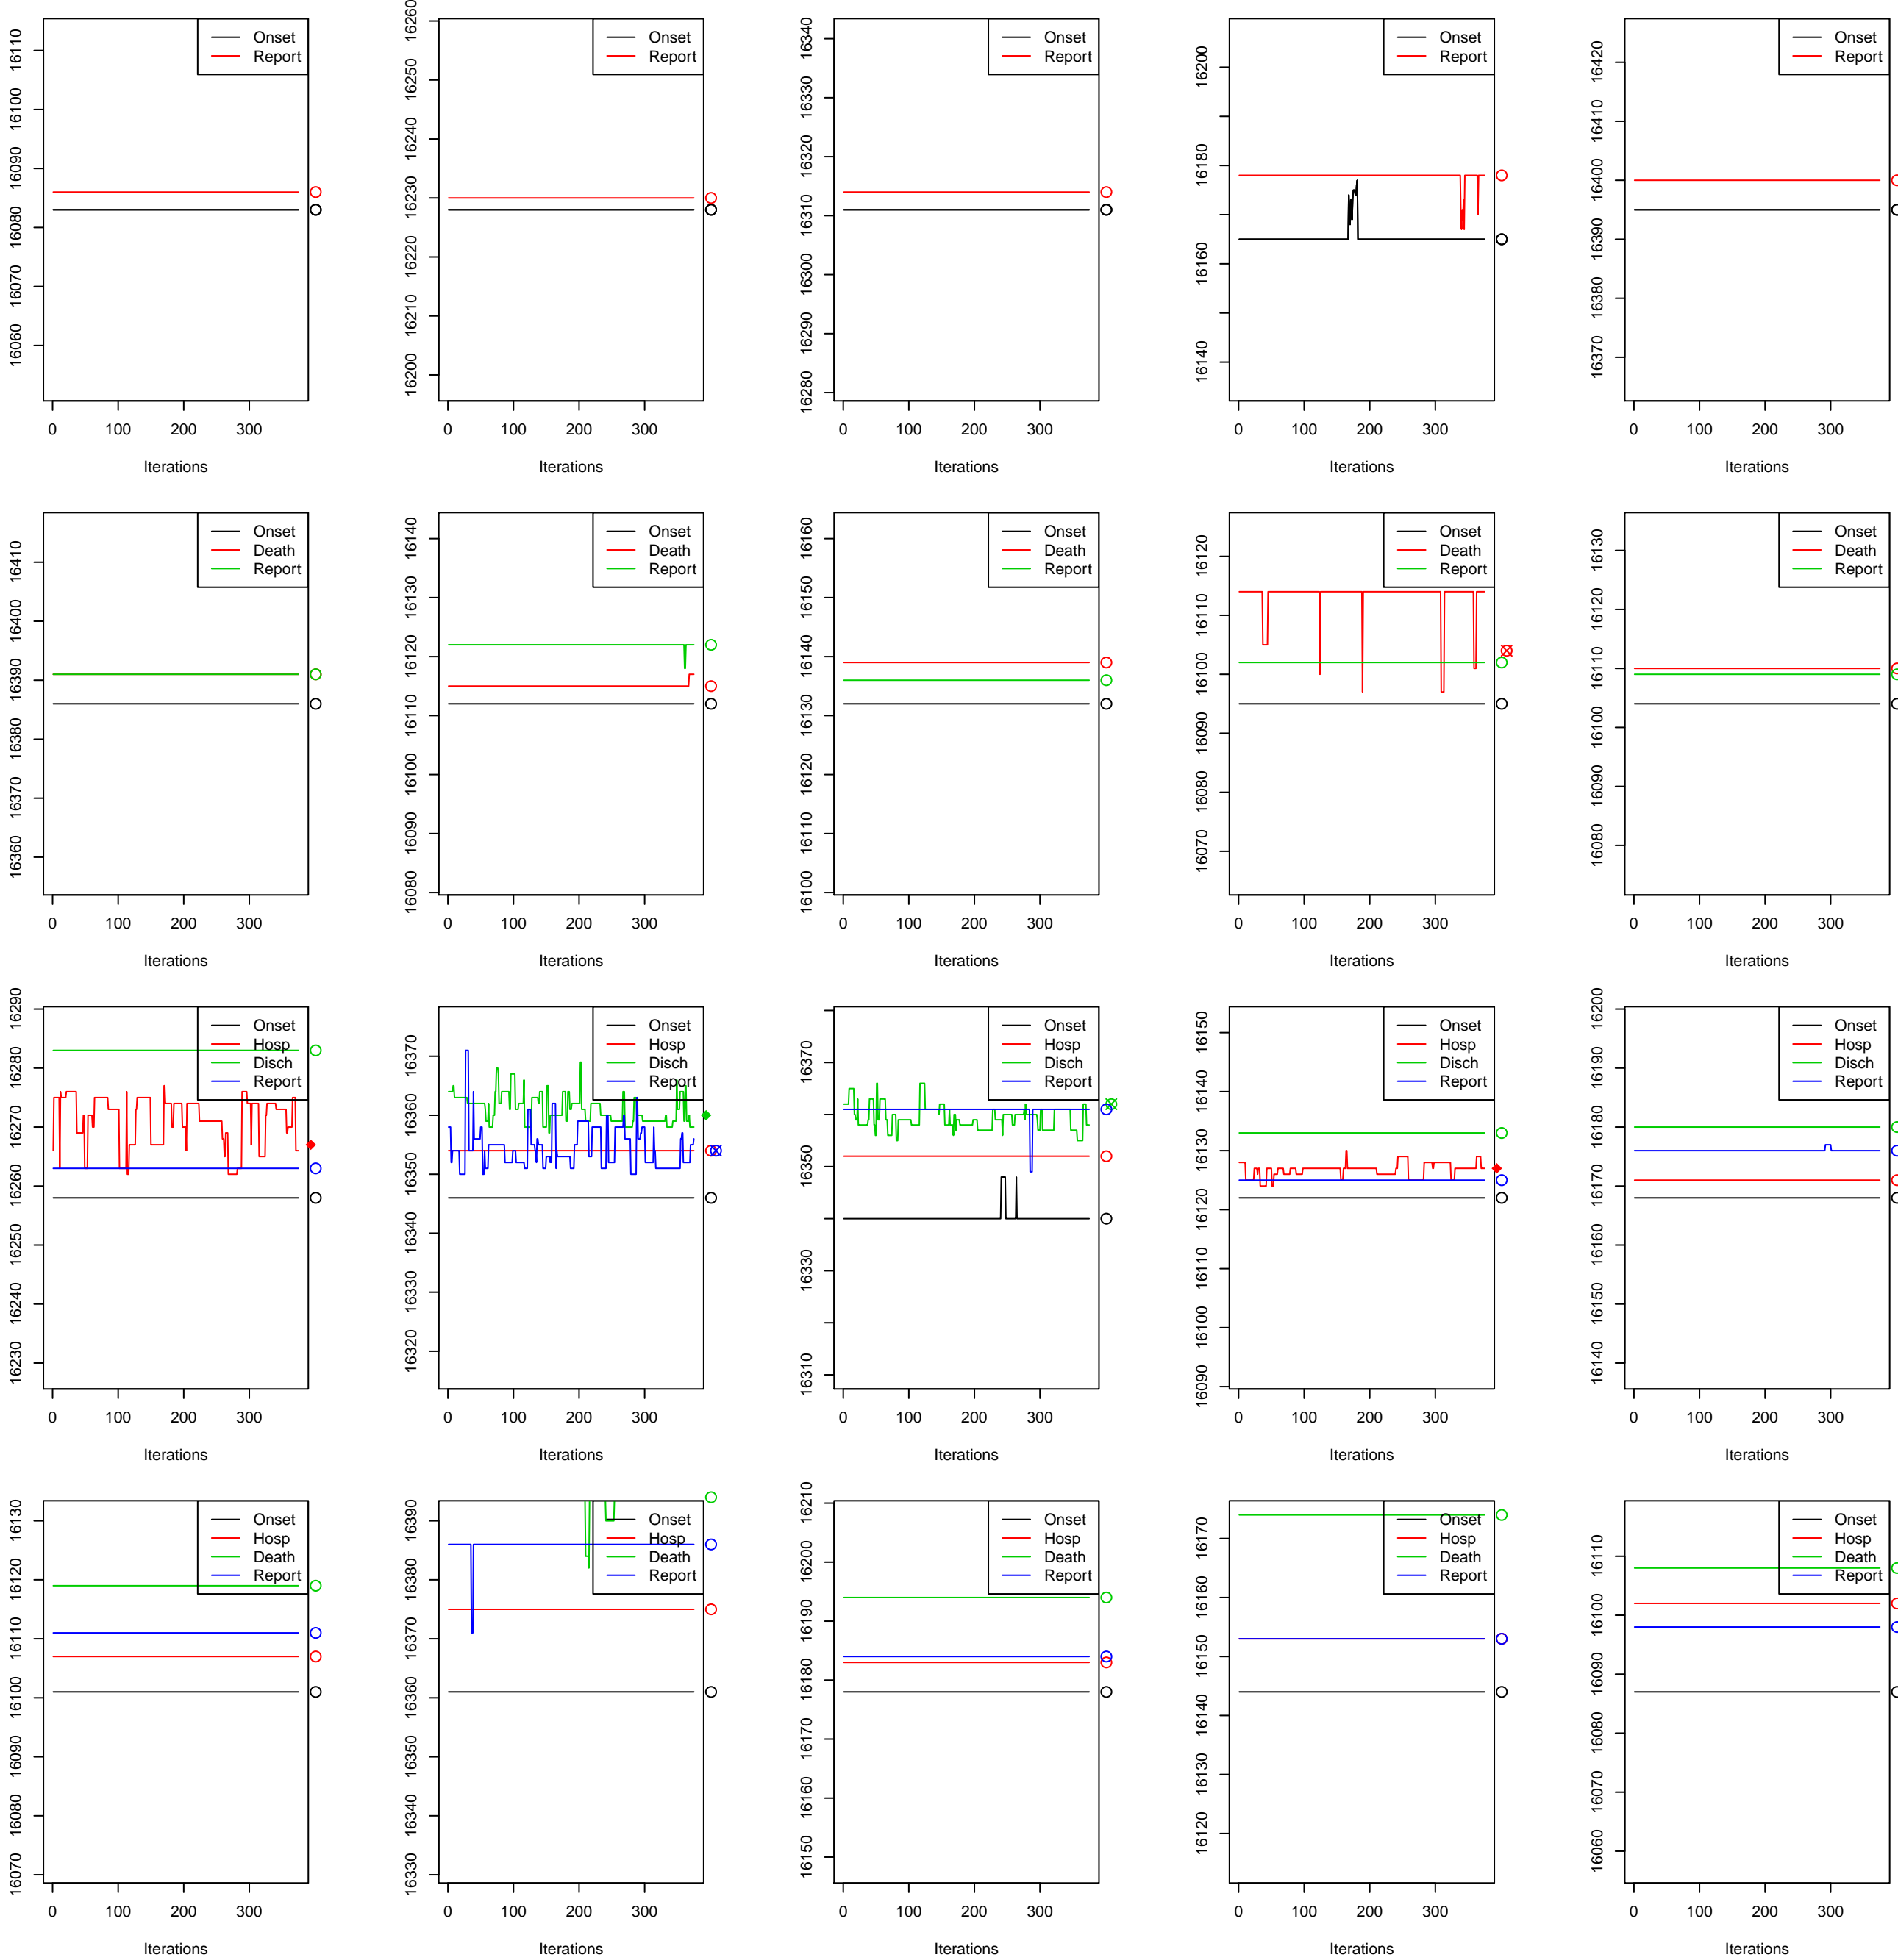 16060 16070 16080 16090 16100 16110
Onset
Report
0 100 200 300
Iterations
16200 16210 16220 16230 16240 16250 16260
Onset
Report
0 100 200 300
Iterations
16280 16290 16300 16310 16320 16330 16340
Onset
Report
0 100 200 300
Iterations
16140 16160 16180 16200
Onset
Report
0 100 200 300
Iterations
16370 16380 16390 16400 16410 16420
Onset
Report
0 100 200 300
Iterations
16360 16370 16380 16390 16400 16410
Onset
Death
Report
0 100 200 300
Iterations
16080 16090 16100 16110 16120 16130 16140
Onset
Death
Report
0 100 200 300
Iterations
16100 16110 16120 16130 16140 16150 16160
Onset
Death
Report
0 100 200 300
Iterations
16070 16080 16090 16100 16110 16120
Onset
Death
Report
0 100 200 300
Iterations
16080 16090 16100 16110 16120 16130
Onset
Death
Report
0 100 200 300
Iterations
16230 16240 16250 16260 16270 16280 16290
Onset
Hosp
Disch
Report
0 100 200 300
Iterations
16320 16330 16340 16350 16360 16370
Onset
Hosp
Disch
Report
0 100 200 300
Iterations
16310 16330 16350 16370
Onset
Hosp
Disch
Report
0 100 200 300
Iterations
16090 16100 16110 16120 16130 16140 16150
Onset
Hosp
Disch
Report
0 100 200 300
Iterations
16140 16150 16160 16170 16180 16190 16200
Onset
Hosp
Disch
Report
0 100 200 300
Iterations
16070 16080 16090 16100 16110 16120 16130
Onset
Hosp
Death
Report
0 100 200 300
Iterations
16330 16340 16350 16360 16370 16380 16390
Onset
Hosp
Death
Report
0 100 200 300
Iterations
16150 16160 16170 16180 16190 16200 16210
Onset
Hosp
Death
Report
0 100 200 300
Iterations
16120 16130 16140 16150 16160 16170
Onset
Hosp
Death
Report
0 100 200 300
Iterations
16060 16070 16080 16090 16100 16110
Onset
Hosp
Death
Report
0 100 200 300
Iterations